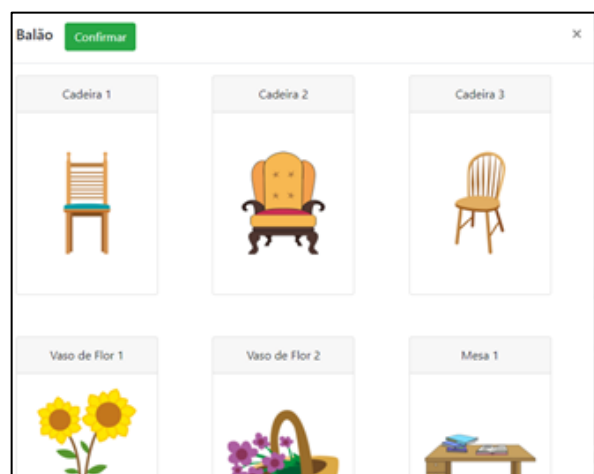 Balão Confirmar ×
Cadeira 1 Cadeira 2 Cadeira 3
Vaso de Flor 1 Vaso de Flor 2 Mesa 1